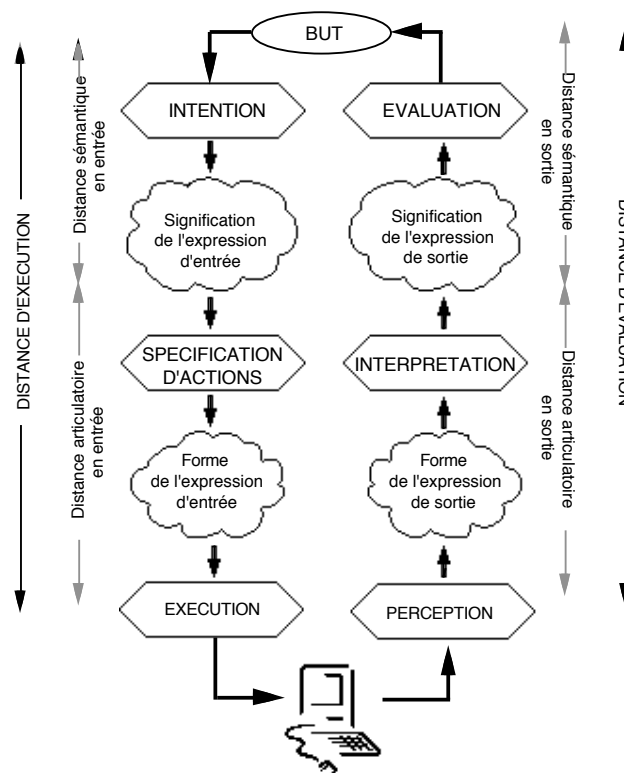 BUT
INTENTION
EVALUATION
Signification
de l'expression
d'entrée
Signification
de l'expression
de sortie
SPECIFICATION
D'ACTIONS
INTERPRETATION
Forme
de l'expression
d'entrée
Forme
de l'expression
de sortie
EXECUTION
PERCEPTION
DISTANCE D'EXECUTION
Distance sémantique
en entrée
Distance articulatoire
en entrée
Distance sémantique
en sortie
Distance articulatoire
en sortie
DISTANCE D'EVALUATION